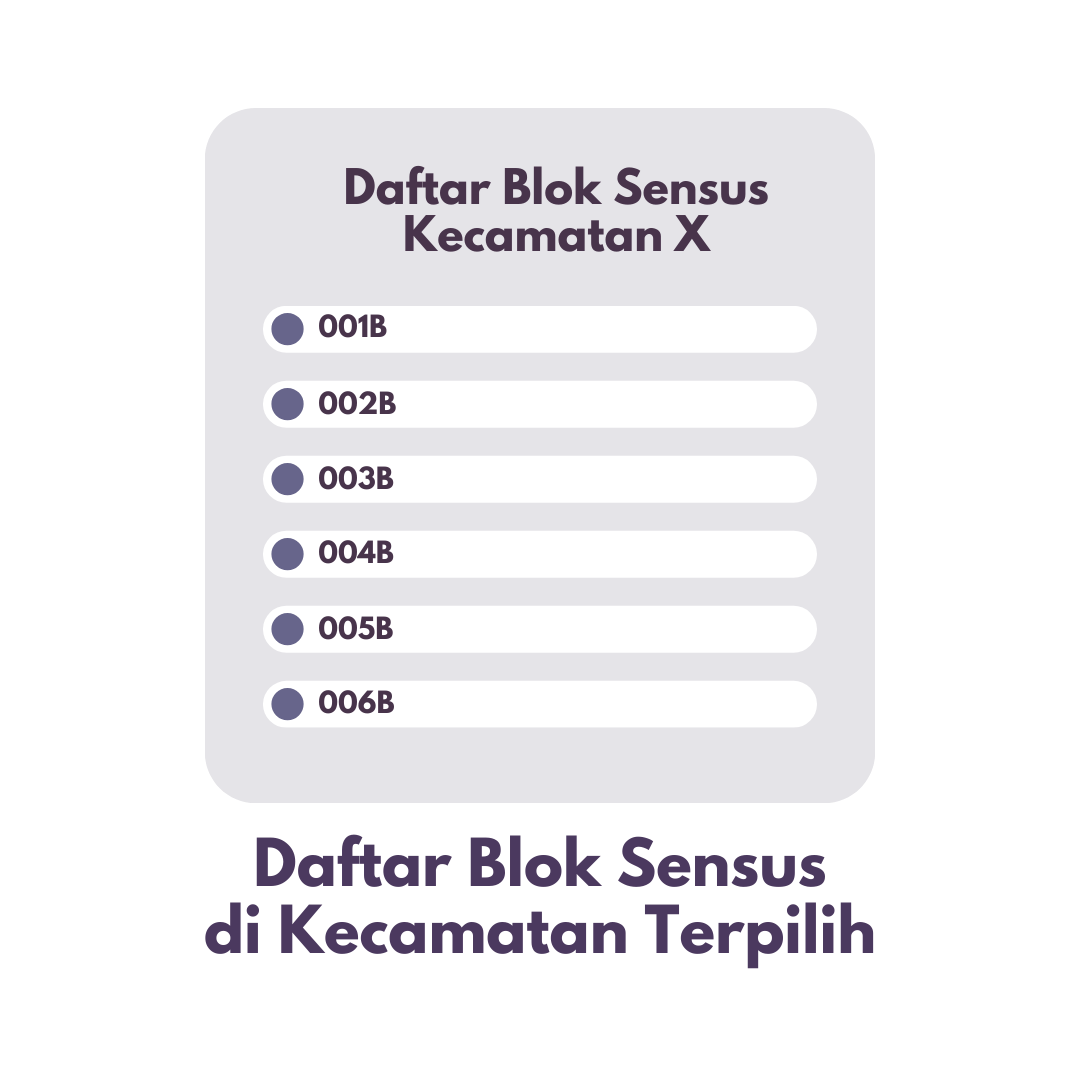 Daftar Blok Sensus
Kecamatan X
001B
002B
003B
004B
005B
006B
Daftar Blok Sensus
di Kecamatan Terpilih